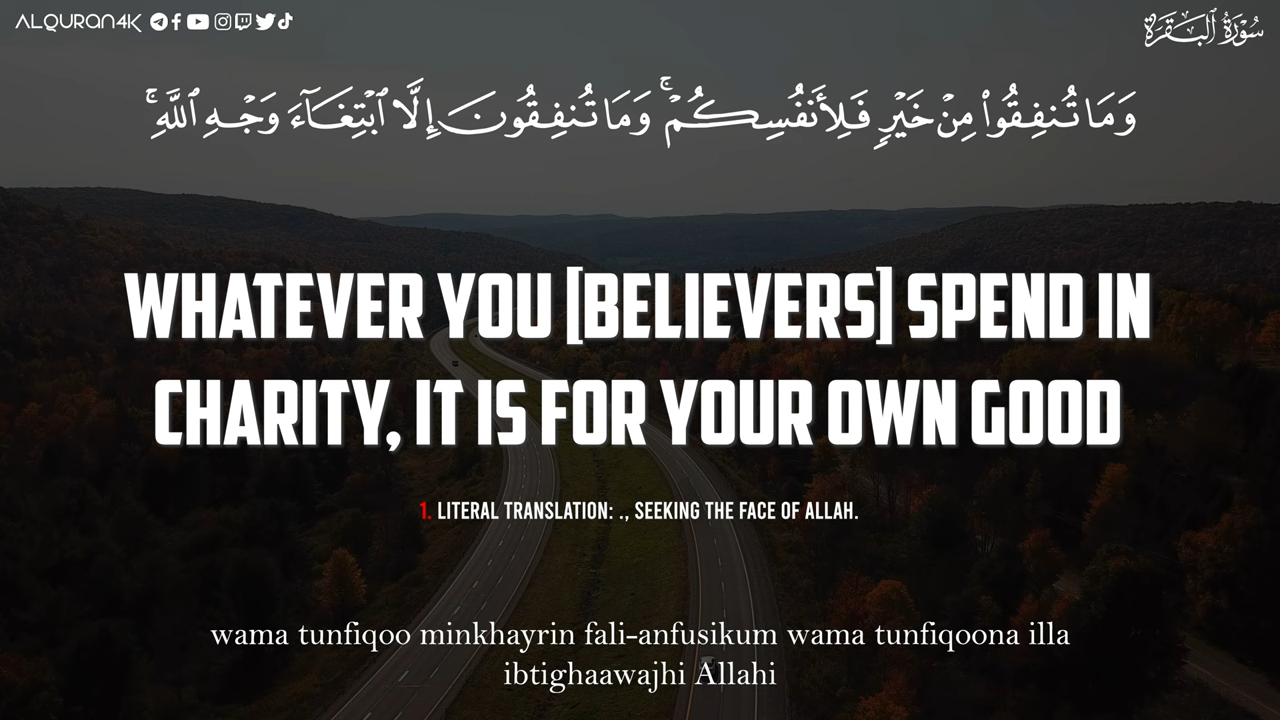 ALQURAN4K
سُورَةُ البَقَرَةِ
وَمَا تُنفِقُوا۟ مِنْ خَيْرٍ فَلِأَنفُسِكُمْ ۚ وَمَا تُنفِقُونَ إِلَّا ٱبْتِغَآءَ وَجْهِ ٱللَّهِ ۚ
WHATEVER YOU [BELIEVERS] SPEND IN
CHARITY, IT IS FOR YOUR OWN GOOD
1. LITERAL TRANSLATION: ., SEEKING THE FACE OF ALLAH.
wama tunfiqoo minkhayrin fali-anfusikum wama tunfiqoona illa
ibtighaawajhi Allahi